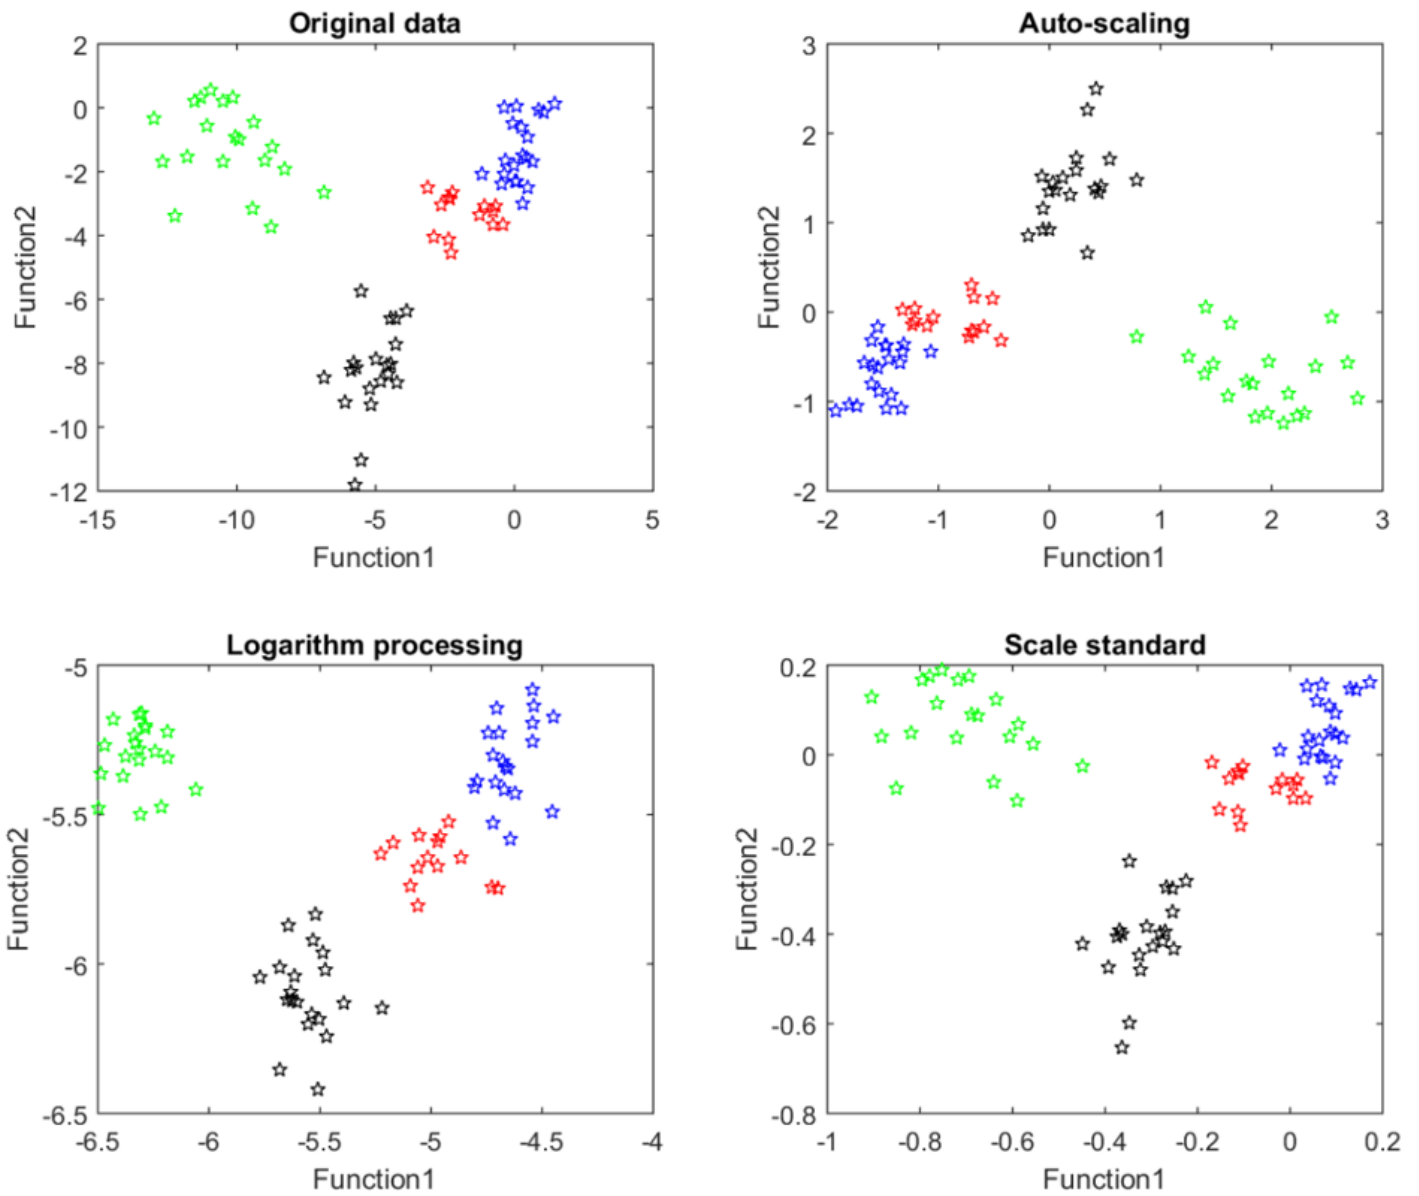 Original data
2
0
-2
-4
-6
-8
-10
-12
Function2
-15 -10 -5 0 5
Function1
Auto-scaling
3
2
1
0
-1
-2
Function2
-2 -1 0 1 2 3
Function1
Logarithm processing
-5
-5.5
-6
-6.5
Function2
-6.5 -6 -5.5 -5 -4.5 -4
Function1
Scale standard
0.2
0
-0.2
-0.4
-0.6
-0.8
Function2
-1 -0.8 -0.6 -0.4 -0.2 0 0.2
Function1